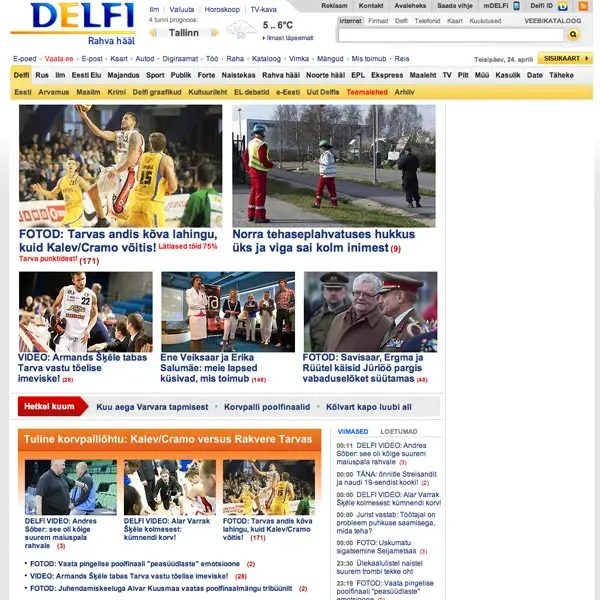 DELFI
Rahva hääl
Ilm | Valuuta | Horoskoop | TV-kava
4 tunni prognoos:
Tallinn
5 .. 6°C
Ilmast täpsemalt
Reklaam Kontakt Avaleheks Saada vihje mDELFI Delfi ID
Internet Firmad Delfi Telefonid Kaart Inimene Kaup VEEBIKATALOOG
E-poed Vaata.ee E-post Kaart Autod Digiraamat Töö Raha Kataloog Vimka Mängud Mis toimub Reis
Teisipäev, 24. aprill
SISUKAART
Delfi Rus Ilm Eesti Elu Majandus Sport Publik Forte Naistekas Rahva hääl Noorte hääl EPL Ekspress Maaleht TV Pilt Müü Kasulik Date Täheke
Eesti Arvamus Maailm Krimi Delfi graafikud Kultuurileht EL debatid e-Eesti Uut Delfis Teemalehed Arhiiv
FOTOD: Tarvas andis kõva lahingu,
kuid Kalev/Cramo võitis! Lätlased tõid 75%
Tarva punktidest! (171)
Norra tehaseplahvatuses hukkus
üks ja viga sai kolm inimest (9)
VIDEO: Armands Šķēle tabas
Tarva vastu tõelise
imeviske! (28)
Ene Veiksaar ja Erika
Salumäe: meie lapsed
küsivad, mis toimub (146)
FOTOD: Savisaar, Ergma ja
Rüütel käisid Jüriöö pargis
vabaduselõket süütamas (48)
Hetkel kuum
Kuu aega Varvara tapmisest • Korvpalli poolfinaalid • Kõlvart kapo luubi all
Tuline korvpalliõhtu: Kalev/Cramo versus Rakvere Tarvas
DELFI VIDEO: Andres
Sõber: see oli kõige
suurem maiuspala
rahvale (3)
DELFI VIDEO: Alar Varrak
Šķēle kolmesest:
kümnendi korv!
FOTOD: Tarvas andis kõva
lahingu, kuid Kalev/Cramo
võitis! (171)
FOTOD: Vaata pingelise poolfinaali "peasüüdlaste" emotsioone (2)
VIDEO: Armands Šķēle tabas Tarva vastu tõelise imeviske! (28)
FOTOD: Juhendamiskeeluga Aivar Kuusmaa vaatas poolfinaalmängu tribüünilt (2)
VIIMASED LOETUMAD
00:11 DELFI VIDEO: Andres
Sõber: see oli kõige suurem
maiuspala rahvale (3)
00:00 TÄNA: õnnitle Streisandit
ja naudi 19-sendist kooki! (2)
00:00 DELFI VIDEO: Alar Varrak
Šķēle kolmesest: kümnendi korv!
00:00 Jurist vastab: Töötajal on
probleem puhkuse saamisega,
mida teha?
00:00 FOTO: Uskumatu
sigatsemine Seljametsas (3)
23:34 Ülekaalulistel naistel
suurem trombi tekke oht
23:19 FOTOD: Vaata pingelise
poolfinaali "peasüüdlaste"
emotsioone (2)